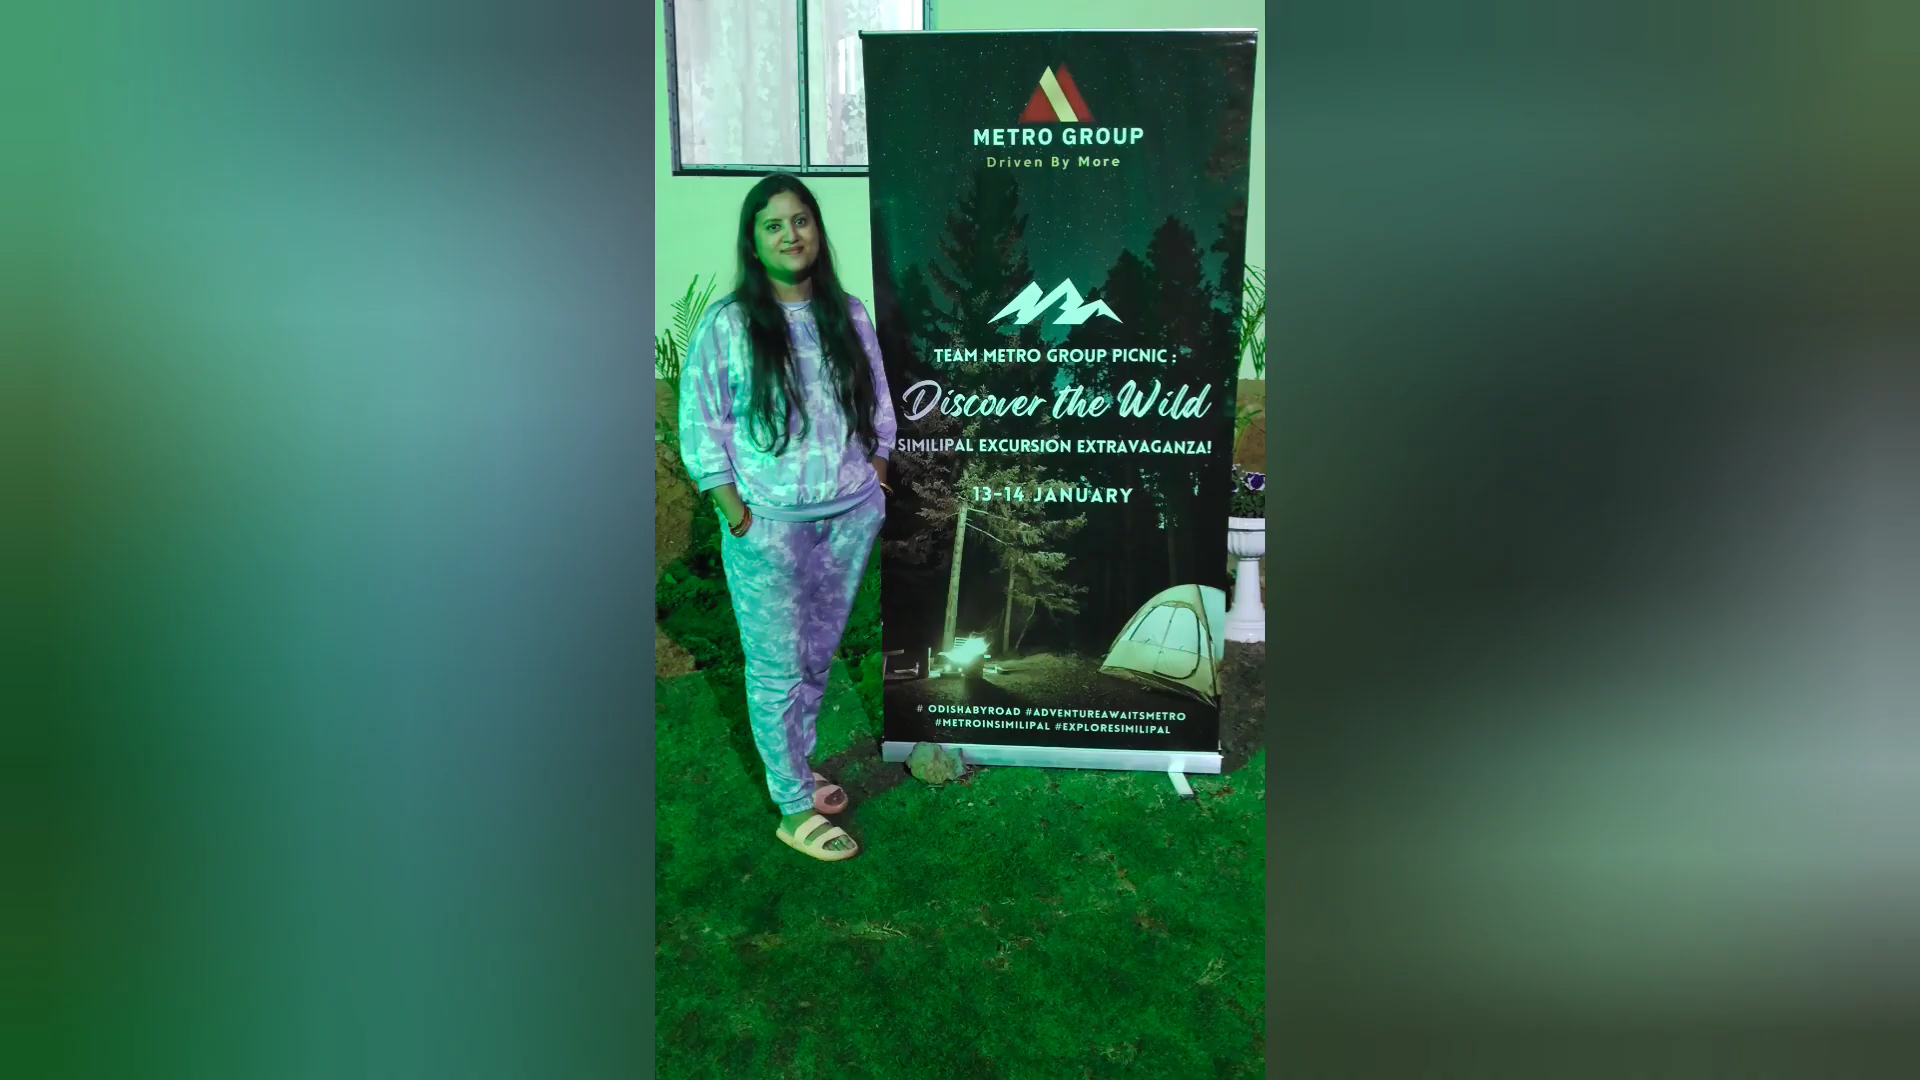 METRO GROUP
Driven By More
TEAM METRO GROUP PICNIC :
Discover the Wild
SIMILIPAL EXCURSION EXTRAVAGANZA!
13-14 JANUARY
# ODISHABYROAD #ADVENTUREAWAITSMETRO
#METROINSIMILIPAL #EXPLORESIMILIPAL